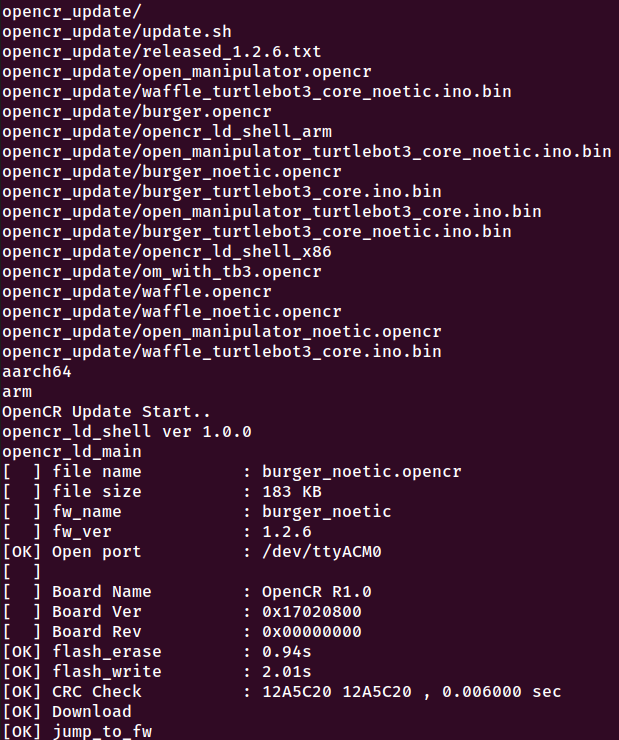 opencr_update/
opencr_update/update.sh
opencr_update/released_1.2.6.txt
opencr_update/open_manipulator.opencr
opencr_update/waffle_turtlebot3_core_noetic.ino.bin
opencr_update/burger.opencr
opencr_update/opencr_ld_shell_arm
opencr_update/open_manipulator_turtlebot3_core_noetic.ino.bin
opencr_update/burger_noetic.opencr
opencr_update/burger_turtlebot3_core.ino.bin
opencr_update/open_manipulator_turtlebot3_core.ino.bin
opencr_update/burger_turtlebot3_core_noetic.ino.bin
opencr_update/opencr_ld_shell_x86
opencr_update/om_with_tb3.opencr
opencr_update/waffle.opencr
opencr_update/waffle_noetic.opencr
opencr_update/open_manipulator_noetic.opencr
opencr_update/waffle_turtlebot3_core.ino.bin
aarch64
arm
OpenCR Update Start..
opencr_ld_shell ver 1.0.0
opencr_ld_main
[  ] file name          : burger_noetic.opencr
[  ] file size          : 183 KB
[  ] fw_name            : burger_noetic
[  ] fw_ver             : 1.2.6
[OK] Open port          : /dev/ttyACM0
[  ]
[  ] Board Name         : OpenCR R1.0
[  ] Board Ver          : 0x17020800
[  ] Board Rev          : 0x00000000
[OK] flash_erase        : 0.94s
[OK] flash_write        : 2.01s
[OK] CRC Check          : 12A5C20 12A5C20 , 0.006000 sec
[OK] Download
[OK] jump_to_fw